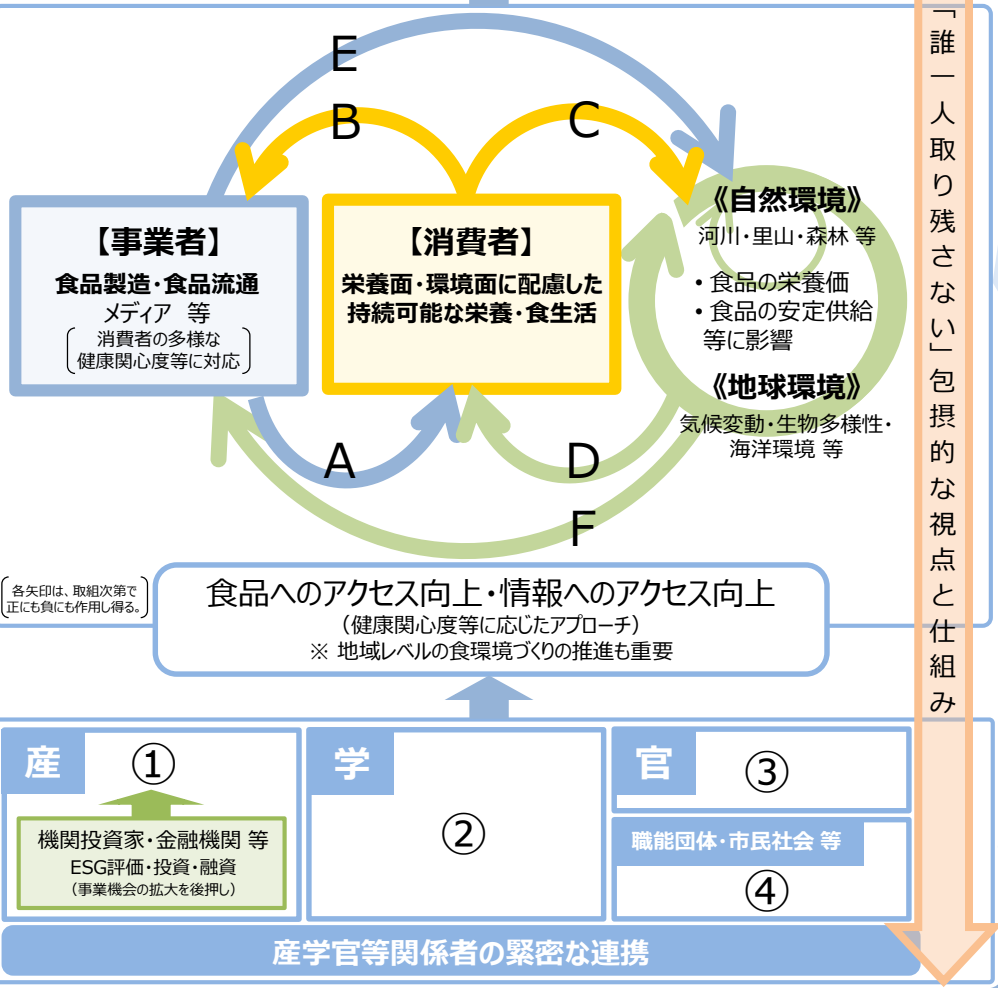 E
B
C
A
D
F
【事業者】
食品製造・食品流通
メディア 等
消費者の多様な
健康関心度等に対応
【消費者】
栄養面・環境面に配慮した
持続可能な栄養・食生活
《自然環境》
河川・里山・森林 等
・食品の栄養価
・食品の安定供給
等に影響
《地球環境》
気候変動・生物多様性・
海洋環境 等
各矢印は、取組次第で
正にも負にも作用し得る。
食品へのアクセス向上・情報へのアクセス向上
（健康関心度等に応じたアプローチ）
※ 地域レベルの食環境づくりの推進も重要
産
①
機関投資家・金融機関 等
ESG評価・投資・融資
（事業機会の拡大を後押し）
学
②
官
③
職能団体・市民社会 等
④
産学官等関係者の緊密な連携
「誰一人取り残さない」包摂的な視点と仕組み